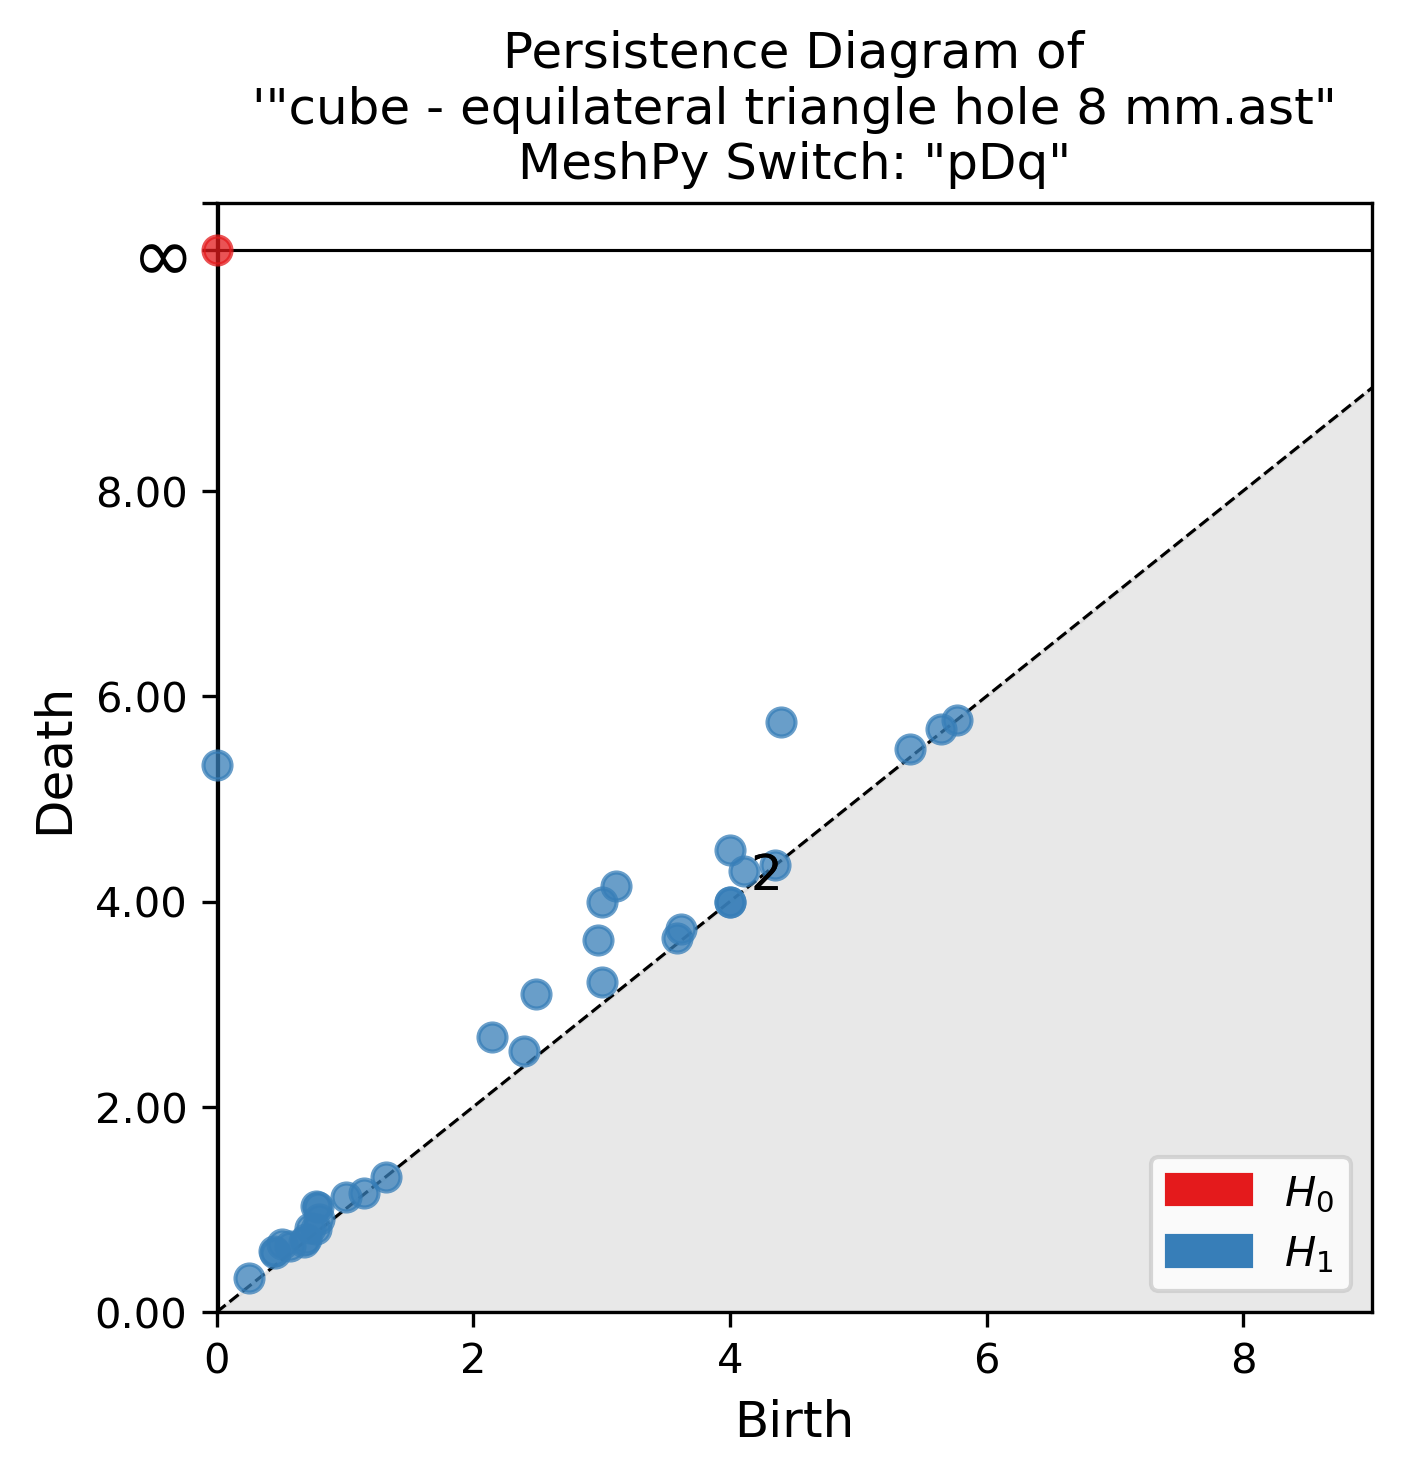 Persistence Diagram of
'"cube - equilateral triangle hole 8 mm.ast"
MeshPy Switch: "pDq"
∞
8.00
6.00
4.00
2.00
0.00
Death
2
H₀
H₁
0 2 4 6 8
Birth